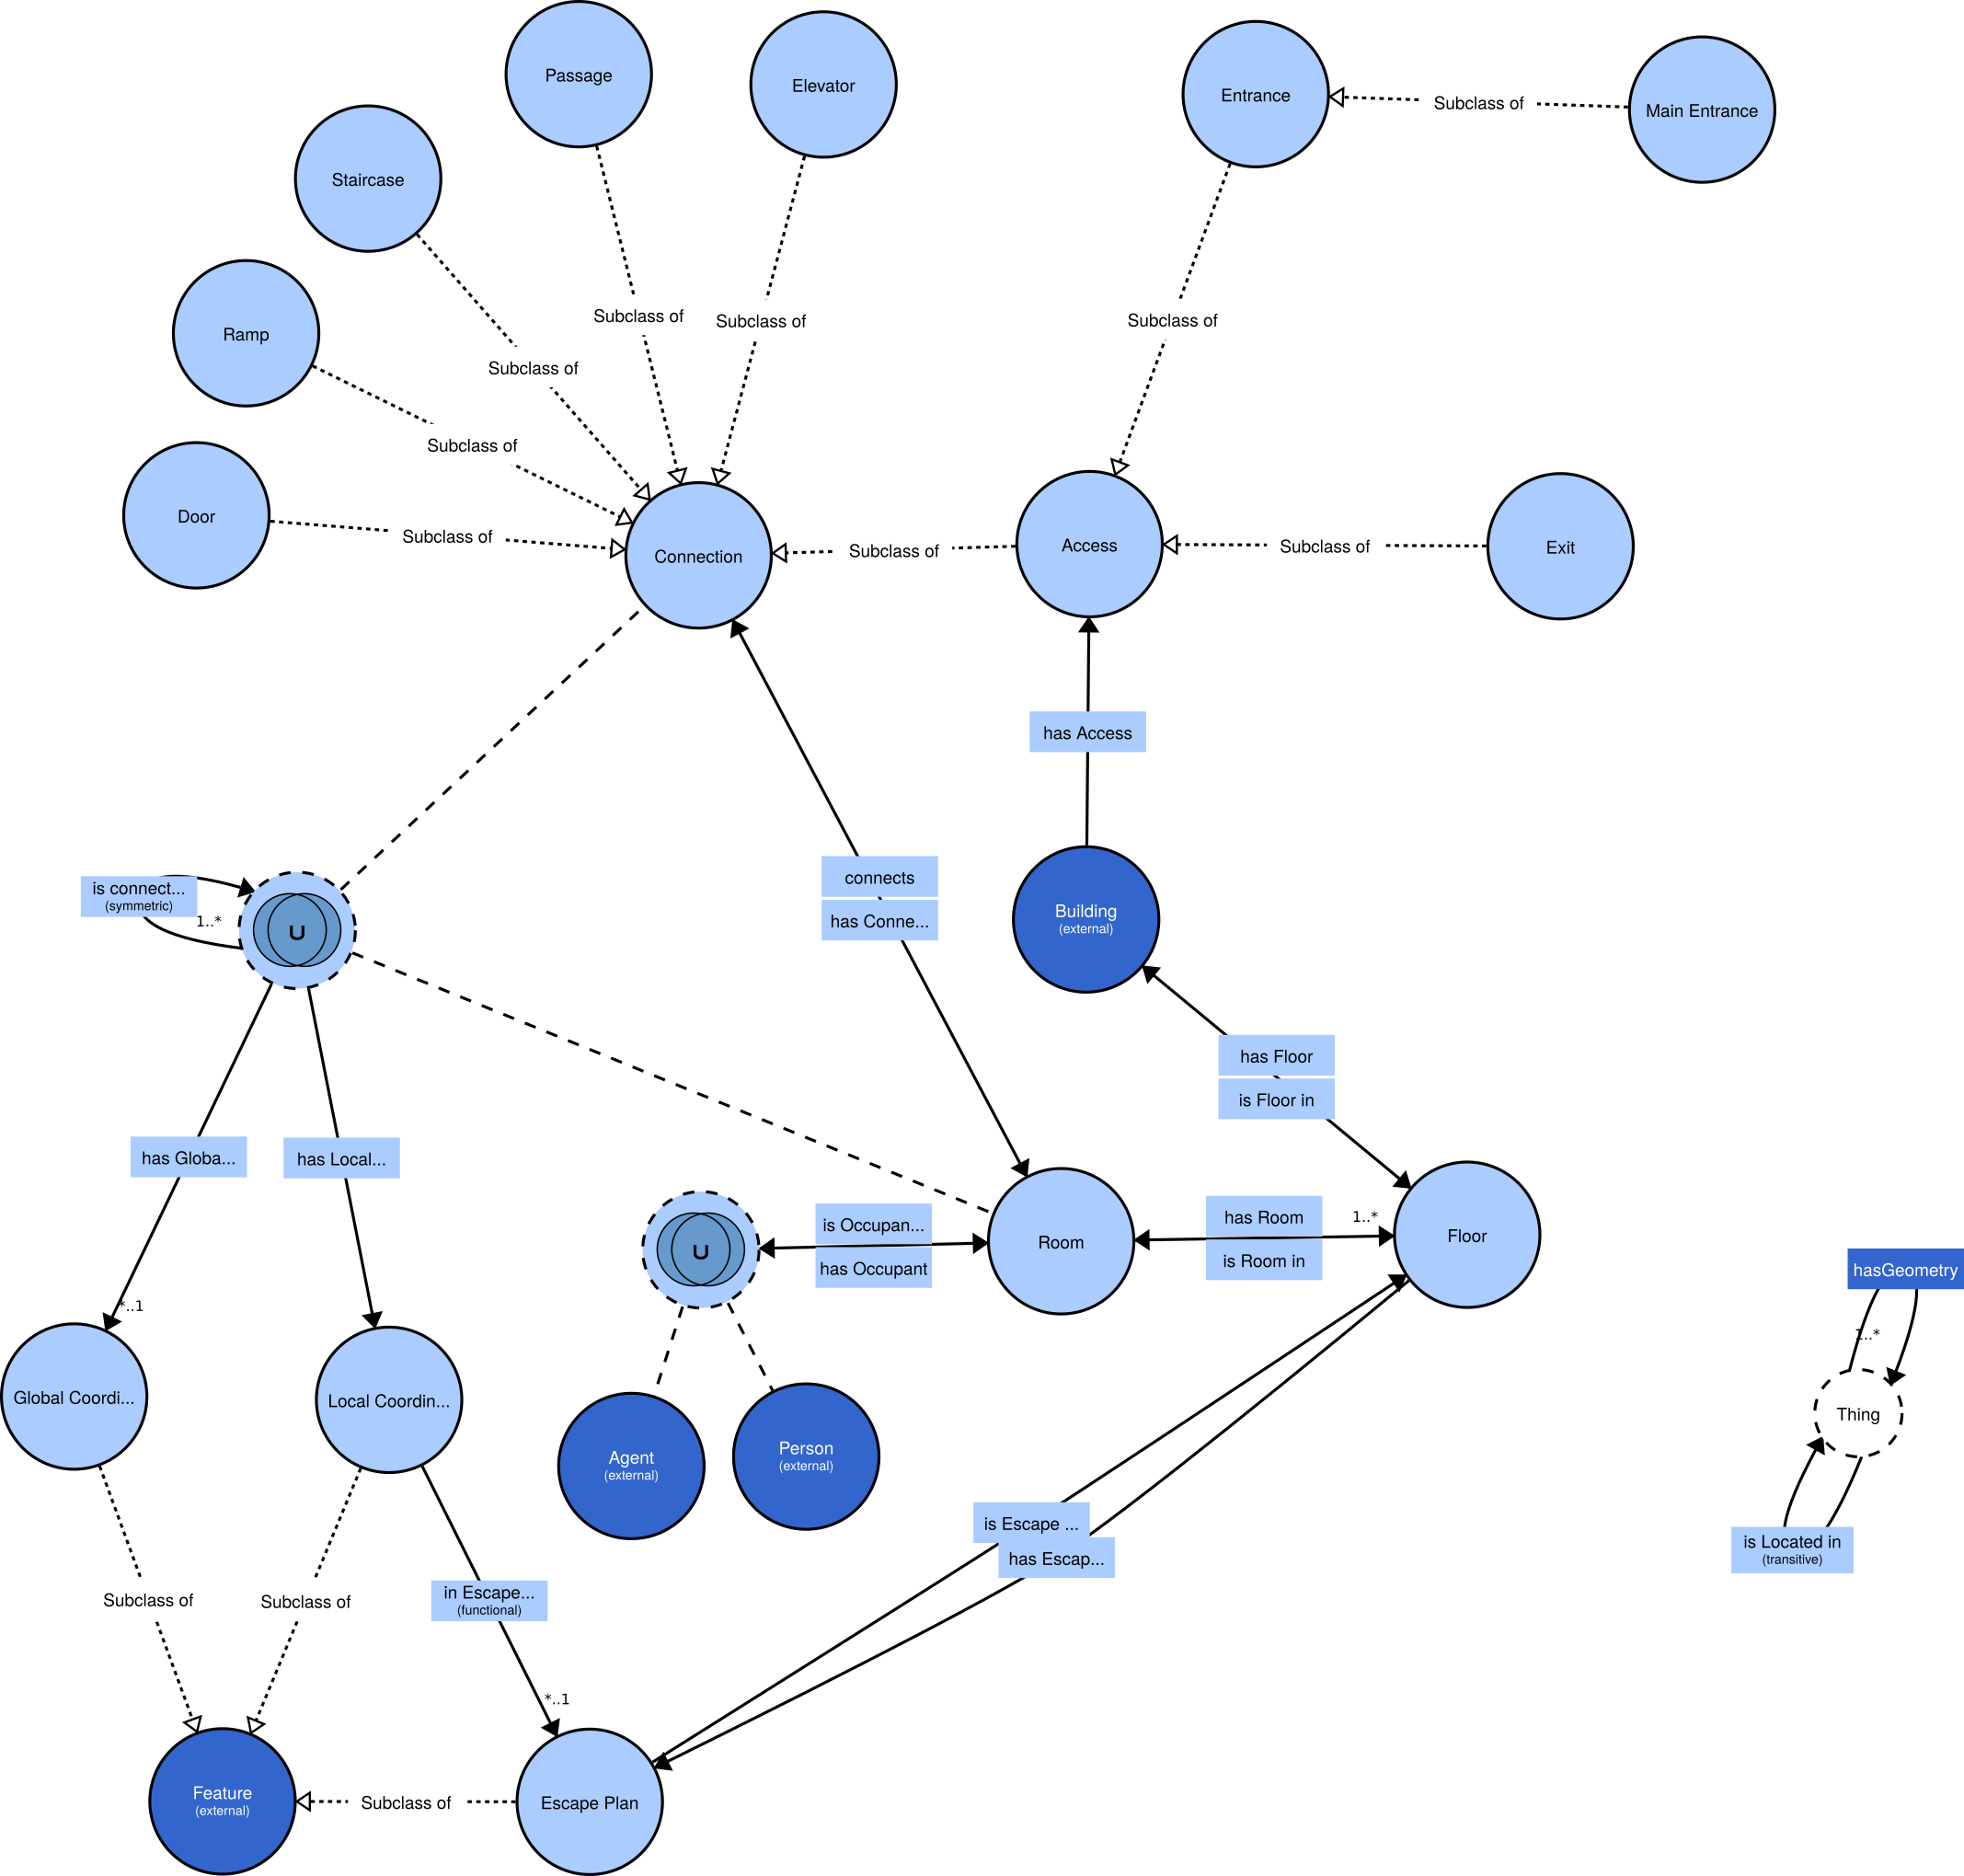 Passage
Elevator
Entrance
Subclass of
Main Entrance
Staircase
Subclass of
Subclass of
Subclass of
Ramp
Subclass of
Subclass of
Door
Subclass of
Connection
Subclass of
Access
Subclass of
Exit
has Access
connects
has Conne...
is connect...
(symmetric)
1..*
∪
Building
(external)
has Floor
is Floor in
has Globa...
has Local...
is Occupan...
has Occupant
∪
Room
has Room
1..*
is Room in
Floor
hasGeometry
1..*
Thing
is Located in
(transitive)
*..1
Global Coordi...
Local Coordin...
Agent
(external)
Person
(external)
is Escape ...
has Escap...
Subclass of
Subclass of
in Escape...
(functional)
*..1
Feature
(external)
Subclass of
Escape Plan